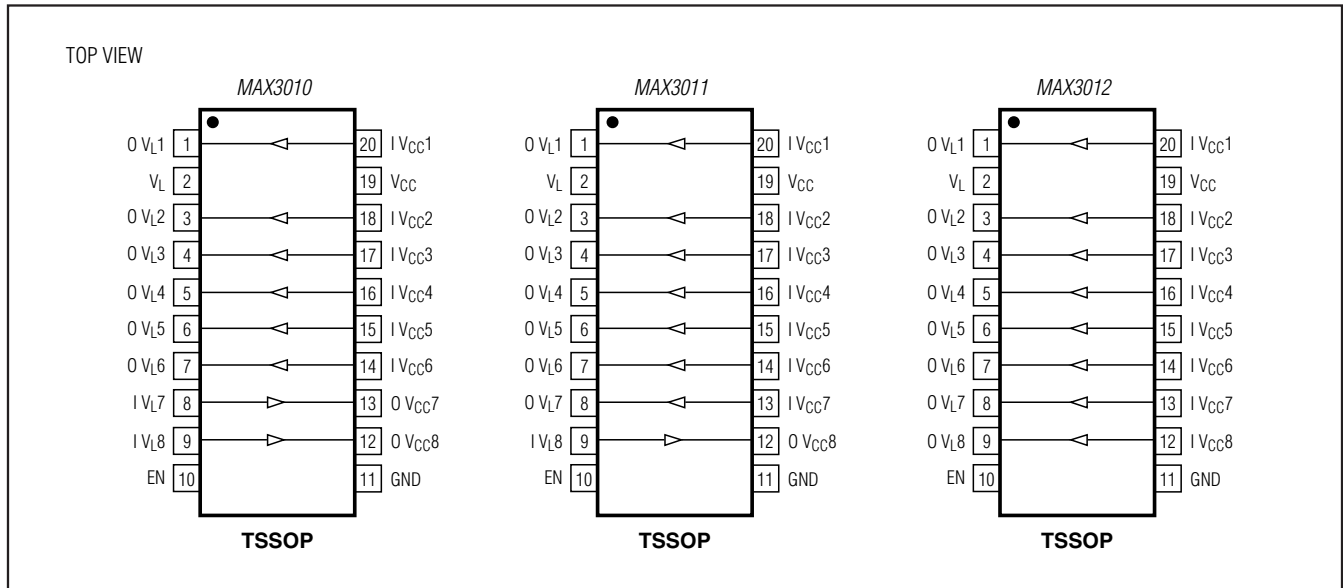 TOP VIEW
MAX3010
O VL1 1 20 I VCC1
VL 2 19 VCC
O VL2 3 18 I VCC2
O VL3 4 17 I VCC3
O VL4 5 16 I VCC4
O VL5 6 15 I VCC5
O VL6 7 14 I VCC6
I VL7 8 13 O VCC7
I VL8 9 12 O VCC8
EN 10 11 GND
TSSOP
MAX3011
O VL1 1 20 I VCC1
VL 2 19 VCC
O VL2 3 18 I VCC2
O VL3 4 17 I VCC3
O VL4 5 16 I VCC4
O VL5 6 15 I VCC5
O VL6 7 14 I VCC6
O VL7 8 13 I VCC7
I VL8 9 12 O VCC8
EN 10 11 GND
TSSOP
MAX3012
O VL1 1 20 I VCC1
VL 2 19 VCC
O VL2 3 18 I VCC2
O VL3 4 17 I VCC3
O VL4 5 16 I VCC4
O VL5 6 15 I VCC5
O VL6 7 14 I VCC6
O VL7 8 13 I VCC7
O VL8 9 12 I VCC8
EN 10 11 GND
TSSOP